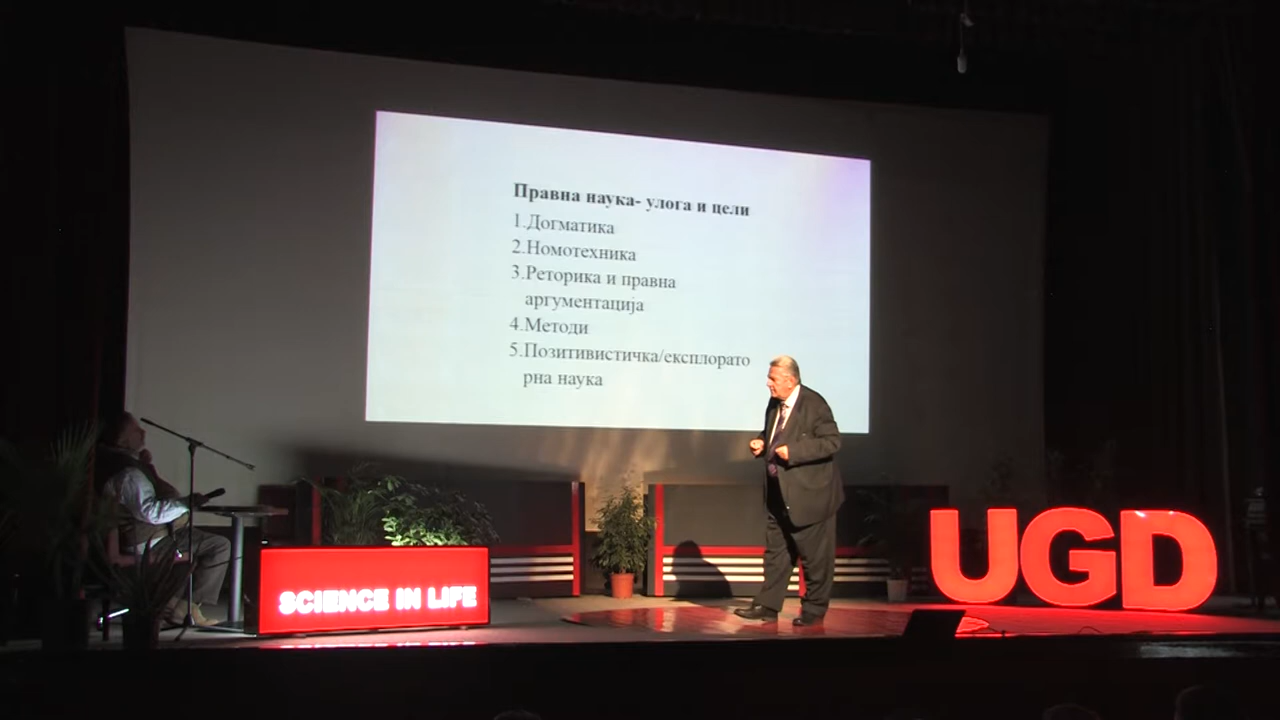 Правна наука- улога и цели
1.Догматика
2.Номотехника
3.Реторика и правна
аргументација
4.Методи
5.Позитивистичка/експлорато
рна наука
SCIENCE IN LIFE
UGD